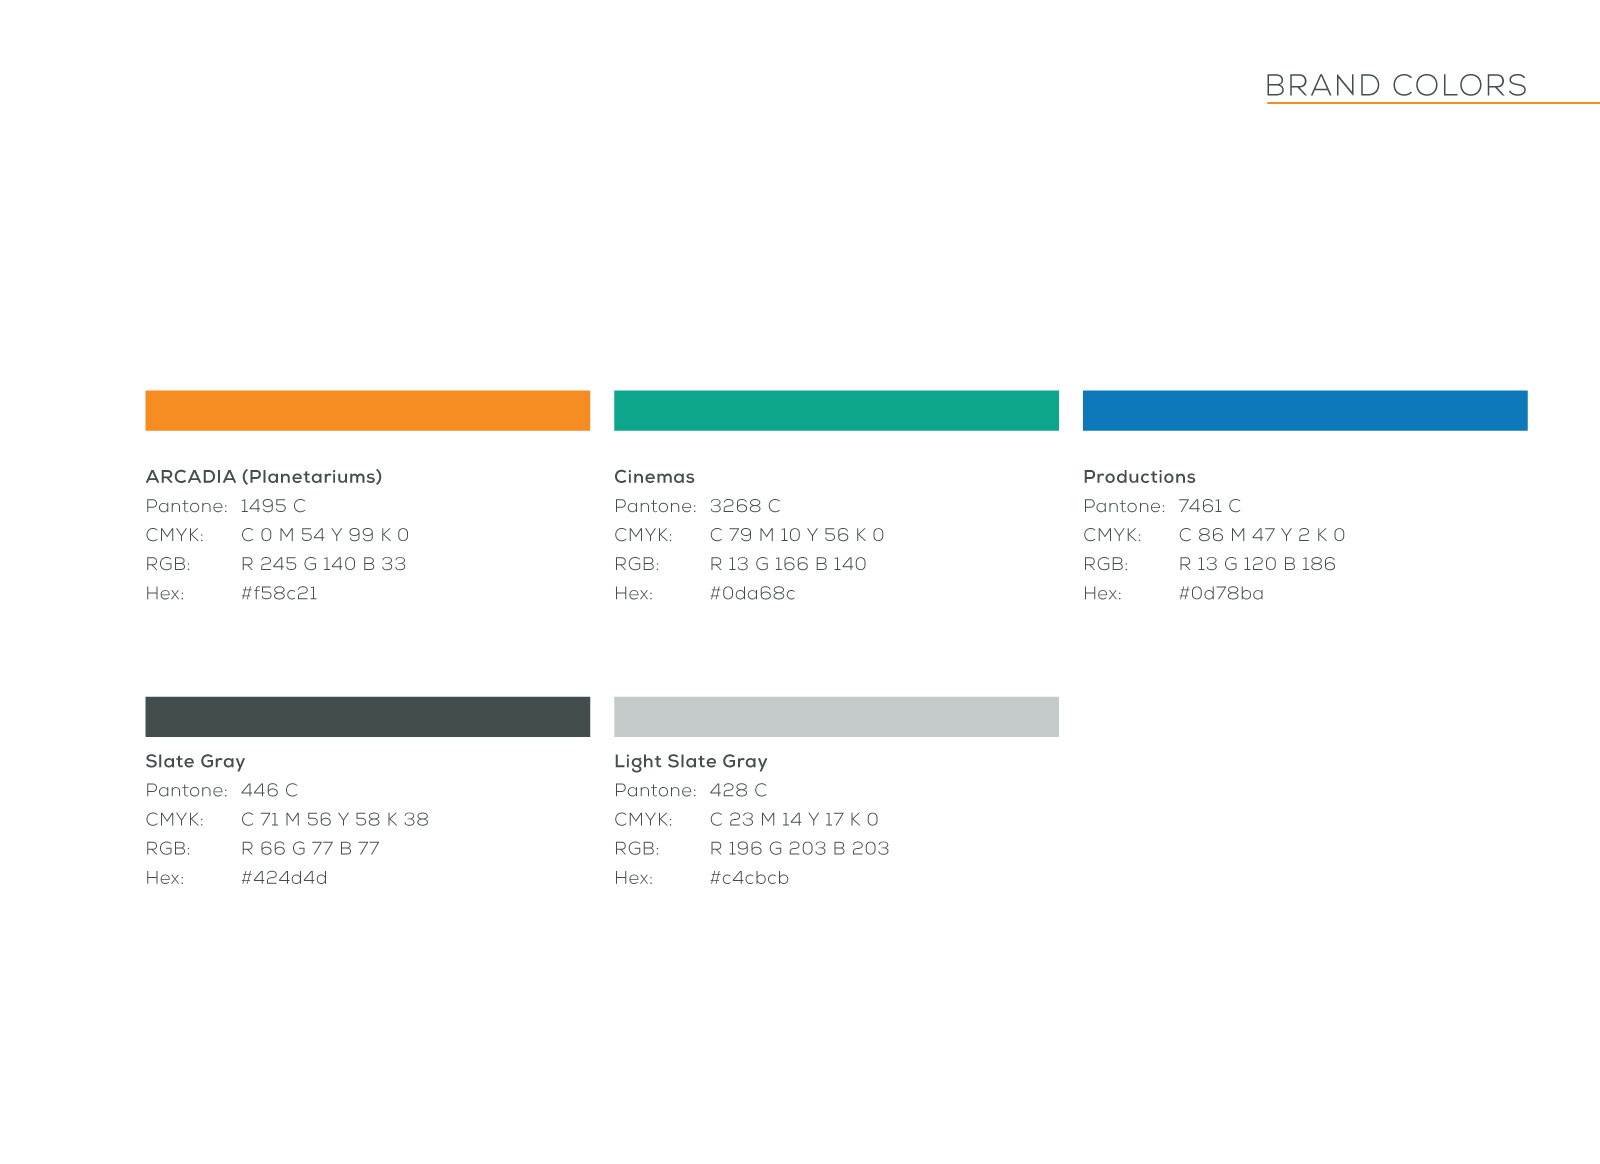 BRAND COLORS
ARCADIA (Planetariums)
Pantone: 1495 C
CMYK: C 0 M 54 Y 99 K 0
RGB: R 245 G 140 B 33
Hex: #f58c21
Cinemas
Pantone: 3268 C
CMYK: C 79 M 10 Y 56 K 0
RGB: R 13 G 166 B 140
Hex: #0da68c
Productions
Pantone: 7461 C
CMYK: C 86 M 47 Y 2 K 0
RGB: R 13 G 120 B 186
Hex: #0d78ba
Slate Gray
Pantone: 446 C
CMYK: C 71 M 56 Y 58 K 38
RGB: R 66 G 77 B 77
Hex: #424d4d
Light Slate Gray
Pantone: 428 C
CMYK: C 23 M 14 Y 17 K 0
RGB: R 196 G 203 B 203
Hex: #c4cbcb